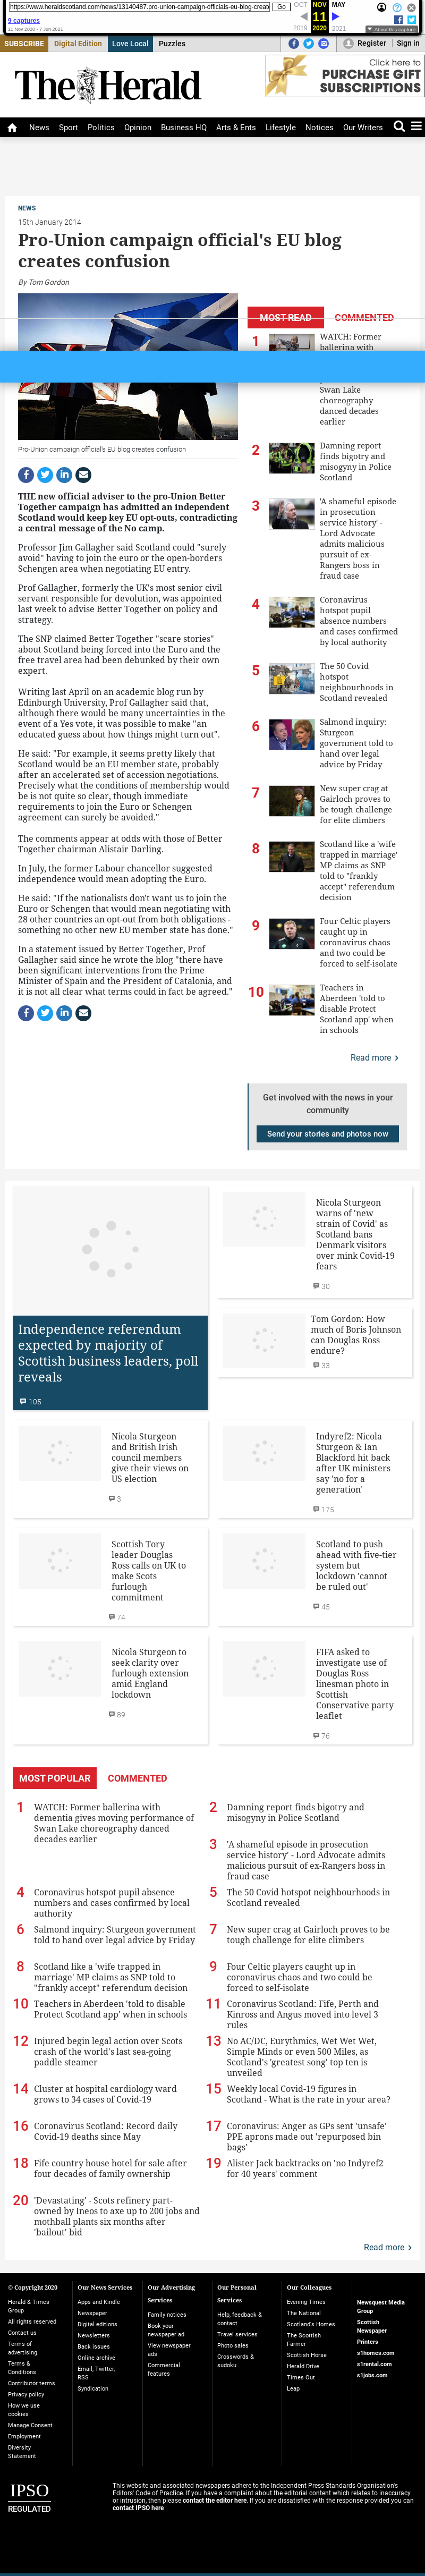 https://www.heraldscotland.com/news/13140487.pro-union-campaign-officials-eu-blog-creat
Go
OCT NOV MAY
11
2019 2020 2021
9 captures
11 Nov 2020 - 7 Jun 2021
About this capture
SUBSCRIBE Digital Edition Love Local Puzzles
Register Sign in
The Herald
Click here to
PURCHASE GIFT
SUBSCRIPTIONS
News Sport Politics Opinion Business HQ Arts & Ents Lifestyle Notices Our Writers
NEWS
15th January 2014
Pro-Union campaign official's EU blog
creates confusion
By Tom Gordon
Pro-Union campaign official's EU blog creates confusion
THE new official adviser to the pro-Union Better
Together campaign has admitted an independent
Scotland would keep key EU opt-outs, contradicting
a central message of the No camp.
Professor Jim Gallagher said Scotland could "surely
avoid" having to join the euro or the open-borders
Schengen area when negotiating EU entry.
Prof Gallagher, formerly the UK's most senior civil
servant responsible for devolution, was appointed
last week to advise Better Together on policy and
strategy.
The SNP claimed Better Together "scare stories"
about Scotland being forced into the Euro and the
free travel area had been debunked by their own
expert.
Writing last April on an academic blog run by
Edinburgh University, Prof Gallagher said that,
although there would be many uncertainties in the
event of a Yes vote, it was possible to make "an
educated guess about how things might turn out".
He said: "For example, it seems pretty likely that
Scotland would be an EU member state, probably
after an accelerated set of accession negotiations.
Precisely what the conditions of membership would
be is not quite so clear, though immediate
requirements to join the Euro or Schengen
agreement can surely be avoided."
The comments appear at odds with those of Better
Together chairman Alistair Darling.
In July, the former Labour chancellor suggested
independence would mean adopting the Euro.
He said: "If the nationalists don't want us to join the
Euro or Schengen that would mean negotiating with
28 other countries an opt-out from both obligations -
something no other new EU member state has done."
In a statement issued by Better Together, Prof
Gallagher said since he wrote the blog "there have
been significant interventions from the Prime
Minister of Spain and the President of Catalonia, and
it is not all clear what terms could in fact be agreed."
MOST READ COMMENTED
1
WATCH: Former
ballerina with
Swan Lake
choreography
danced decades
earlier
2
Damning report
finds bigotry and
misogyny in Police
Scotland
3
'A shameful episode
in prosecution
service history' -
Lord Advocate
admits malicious
pursuit of ex-
Rangers boss in
fraud case
4
Coronavirus
hotspot pupil
absence numbers
and cases confirmed
by local authority
5
The 50 Covid
hotspot
neighbourhoods in
Scotland revealed
6
Salmond inquiry:
Sturgeon
government told to
hand over legal
advice by Friday
7
New super crag at
Gairloch proves to
be tough challenge
for elite climbers
8
Scotland like a 'wife
trapped in marriage'
MP claims as SNP
told to "frankly
accept" referendum
decision
9
Four Celtic players
caught up in
coronavirus chaos
and two could be
forced to self-isolate
10
Teachers in
Aberdeen 'told to
disable Protect
Scotland app' when
in schools
Read more
Get involved with the news in your
community
Send your stories and photos now
Independence referendum
expected by majority of
Scottish business leaders, poll
reveals
105
Nicola Sturgeon
warns of 'new
strain of Covid' as
Scotland bans
Denmark visitors
over mink Covid-19
fears
30
Tom Gordon: How
much of Boris Johnson
can Douglas Ross
endure?
33
Nicola Sturgeon
and British Irish
council members
give their views on
US election
3
Indyref2: Nicola
Sturgeon & Ian
Blackford hit back
after UK ministers
say 'no for a
generation'
175
Scottish Tory
leader Douglas
Ross calls on UK to
make Scots
furlough
commitment
74
Scotland to push
ahead with five-tier
system but
lockdown 'cannot
be ruled out'
45
Nicola Sturgeon to
seek clarity over
furlough extension
amid England
lockdown
89
FIFA asked to
investigate use of
Douglas Ross
linesman photo in
Scottish
Conservative party
leaflet
76
MOST POPULAR COMMENTED
1 WATCH: Former ballerina with
dementia gives moving performance of
Swan Lake choreography danced
decades earlier
2 Damning report finds bigotry and
misogyny in Police Scotland
3 'A shameful episode in prosecution
service history' - Lord Advocate admits
malicious pursuit of ex-Rangers boss in
fraud case
4 Coronavirus hotspot pupil absence
numbers and cases confirmed by local
authority
5 The 50 Covid hotspot neighbourhoods in
Scotland revealed
6 Salmond inquiry: Sturgeon government
told to hand over legal advice by Friday
7 New super crag at Gairloch proves to be
tough challenge for elite climbers
8 Scotland like a 'wife trapped in
marriage' MP claims as SNP told to
"frankly accept" referendum decision
9 Four Celtic players caught up in
coronavirus chaos and two could be
forced to self-isolate
10 Teachers in Aberdeen 'told to disable
Protect Scotland app' when in schools
11 Coronavirus Scotland: Fife, Perth and
Kinross and Angus moved into level 3
rules
12 Injured begin legal action over Scots
crash of the world's last sea-going
paddle steamer
13 No AC/DC, Eurythmics, Wet Wet Wet,
Simple Minds or even 500 Miles, as
Scotland's 'greatest song' top ten is
unveiled
14 Cluster at hospital cardiology ward
grows to 34 cases of Covid-19
15 Weekly local Covid-19 figures in
Scotland - What is the rate in your area?
16 Coronavirus Scotland: Record daily
Covid-19 deaths since May
17 Coronavirus: Anger as GPs sent 'unsafe'
PPE aprons made out 'repurposed bin
bags'
18 Fife country house hotel for sale after
four decades of family ownership
19 Alister Jack backtracks on 'no Indyref2
for 40 years' comment
20 'Devastating' - Scots refinery part-
owned by Ineos to axe up to 200 jobs and
mothball plants six months after
'bailout' bid
Read more
© Copyright 2020
Herald & Times
Group
All rights reserved
Contact us
Terms of
advertising
Terms &
Conditions
Contributor terms
Privacy policy
How we use
cookies
Manage Consent
Employment
Diversity
Statement
Our News Services
Apps and Kindle
Newspaper
Digital editions
Newsletters
Back issues
Online archive
Email, Twitter,
RSS
Syndication
Our Advertising
Services
Family notices
Book your
newspaper ad
View newspaper
ads
Commercial
features
Our Personal
Services
Help, feedback &
contact
Travel services
Photo sales
Crosswords &
sudoku
Our Colleagues
Evening Times
The National
Scotland's Homes
The Scottish
Farmer
Scottish Horse
Herald Drive
Times Out
Leap
Newsquest Media
Group
Scottish
Newspaper
Printers
s1homes.com
s1rental.com
s1jobs.com
IPSO
REGULATED
This website and associated newspapers adhere to the Independent Press Standards Organisation's
Editors' Code of Practice. If you have a complaint about the editorial content which relates to inaccuracy
or intrusion, then please contact the editor here. If you are dissatisfied with the response provided you can
contact IPSO here